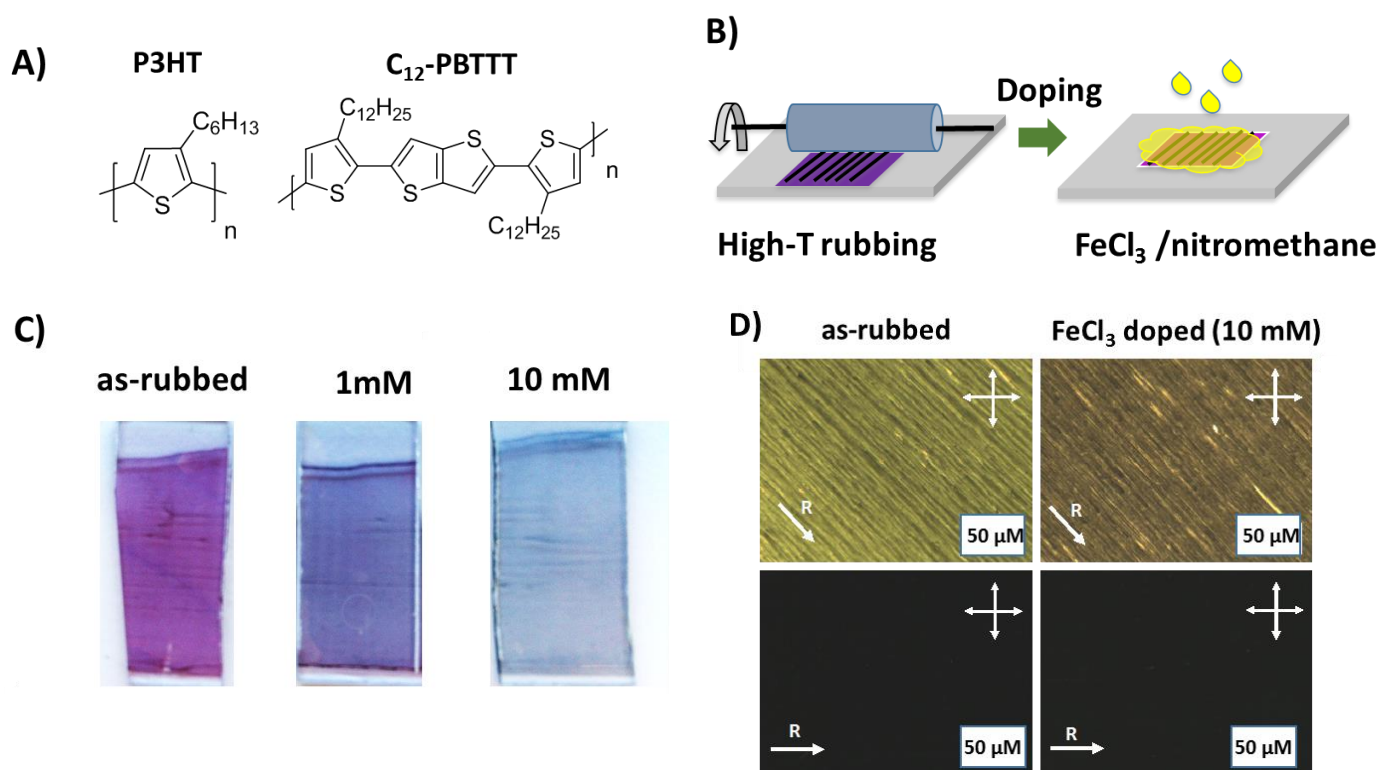 A)
P3HT
C₆H₁₃
S
n
C₁₂-PBTTT
C₁₂H₂₅
S
S
S
S
n
C₁₂H₂₅
B)
Doping
High-T rubbing
FeCl₃ /nitromethane
C)
as-rubbed
1mM
10 mM
D)
as-rubbed
FeCl₃ doped (10 mM)
R
50 µM
R
50 µM
R
50 µM
R
50 µM